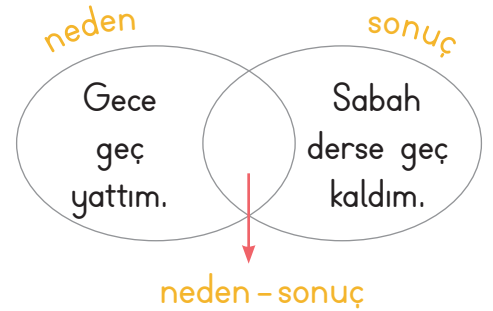 neden
sonuç
Gece
geç
yattım.
Sabah
derse geç
kaldım.
neden – sonuç